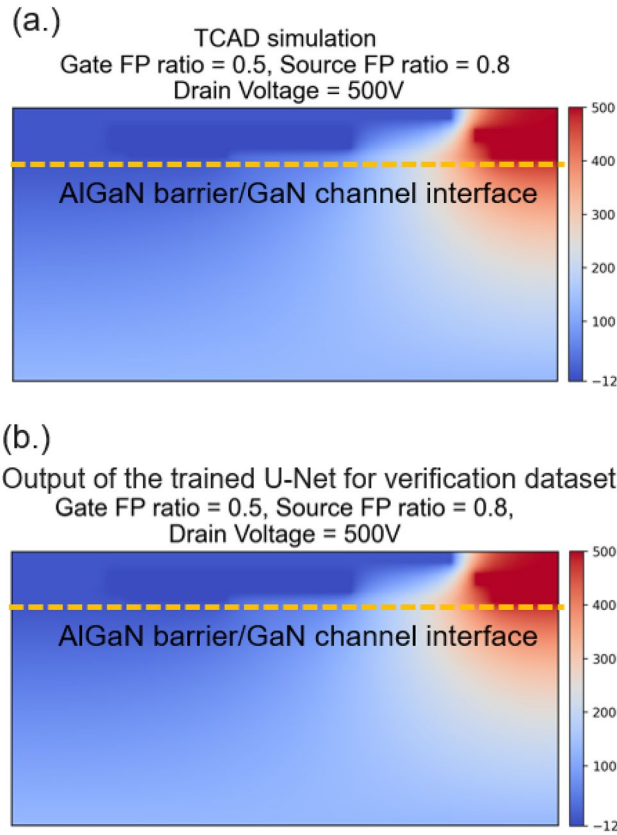 (a.)
TCAD simulation
Gate FP ratio = 0.5, Source FP ratio = 0.8
Drain Voltage = 500V
500
400
300
200
100
-12
AlGaN barrier/GaN channel interface
(b.)
Output of the trained U-Net for verification dataset
Gate FP ratio = 0.5, Source FP ratio = 0.8,
Drain Voltage = 500V
500
400
300
200
100
-12
AlGaN barrier/GaN channel interface